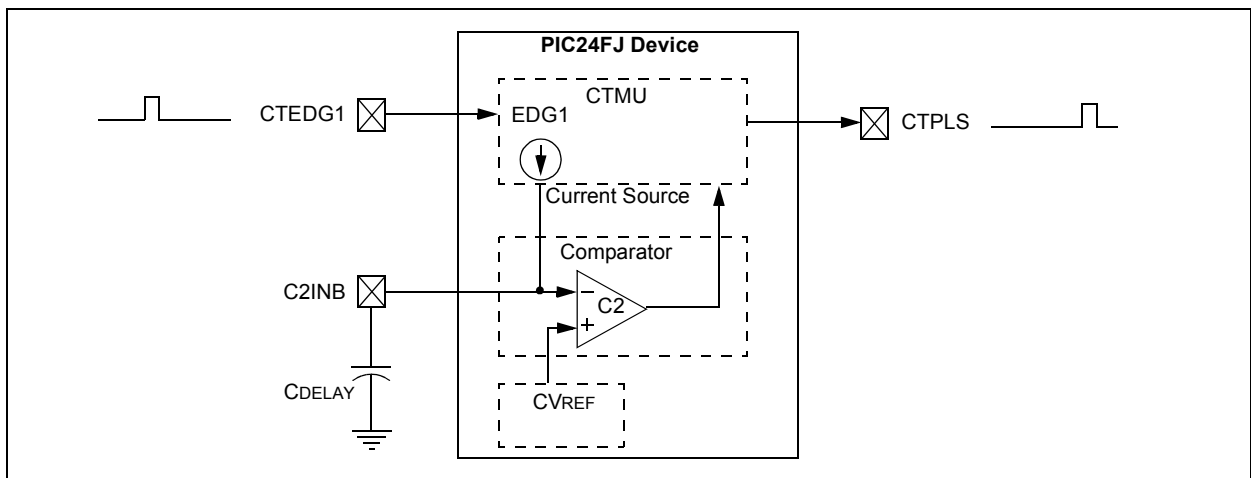 PIC24FJ Device
CTMU
CTEDG1
EDG1
CTPLS
Current Source
Comparator
C2INB
−
C2
+
CDELAY
CVREF